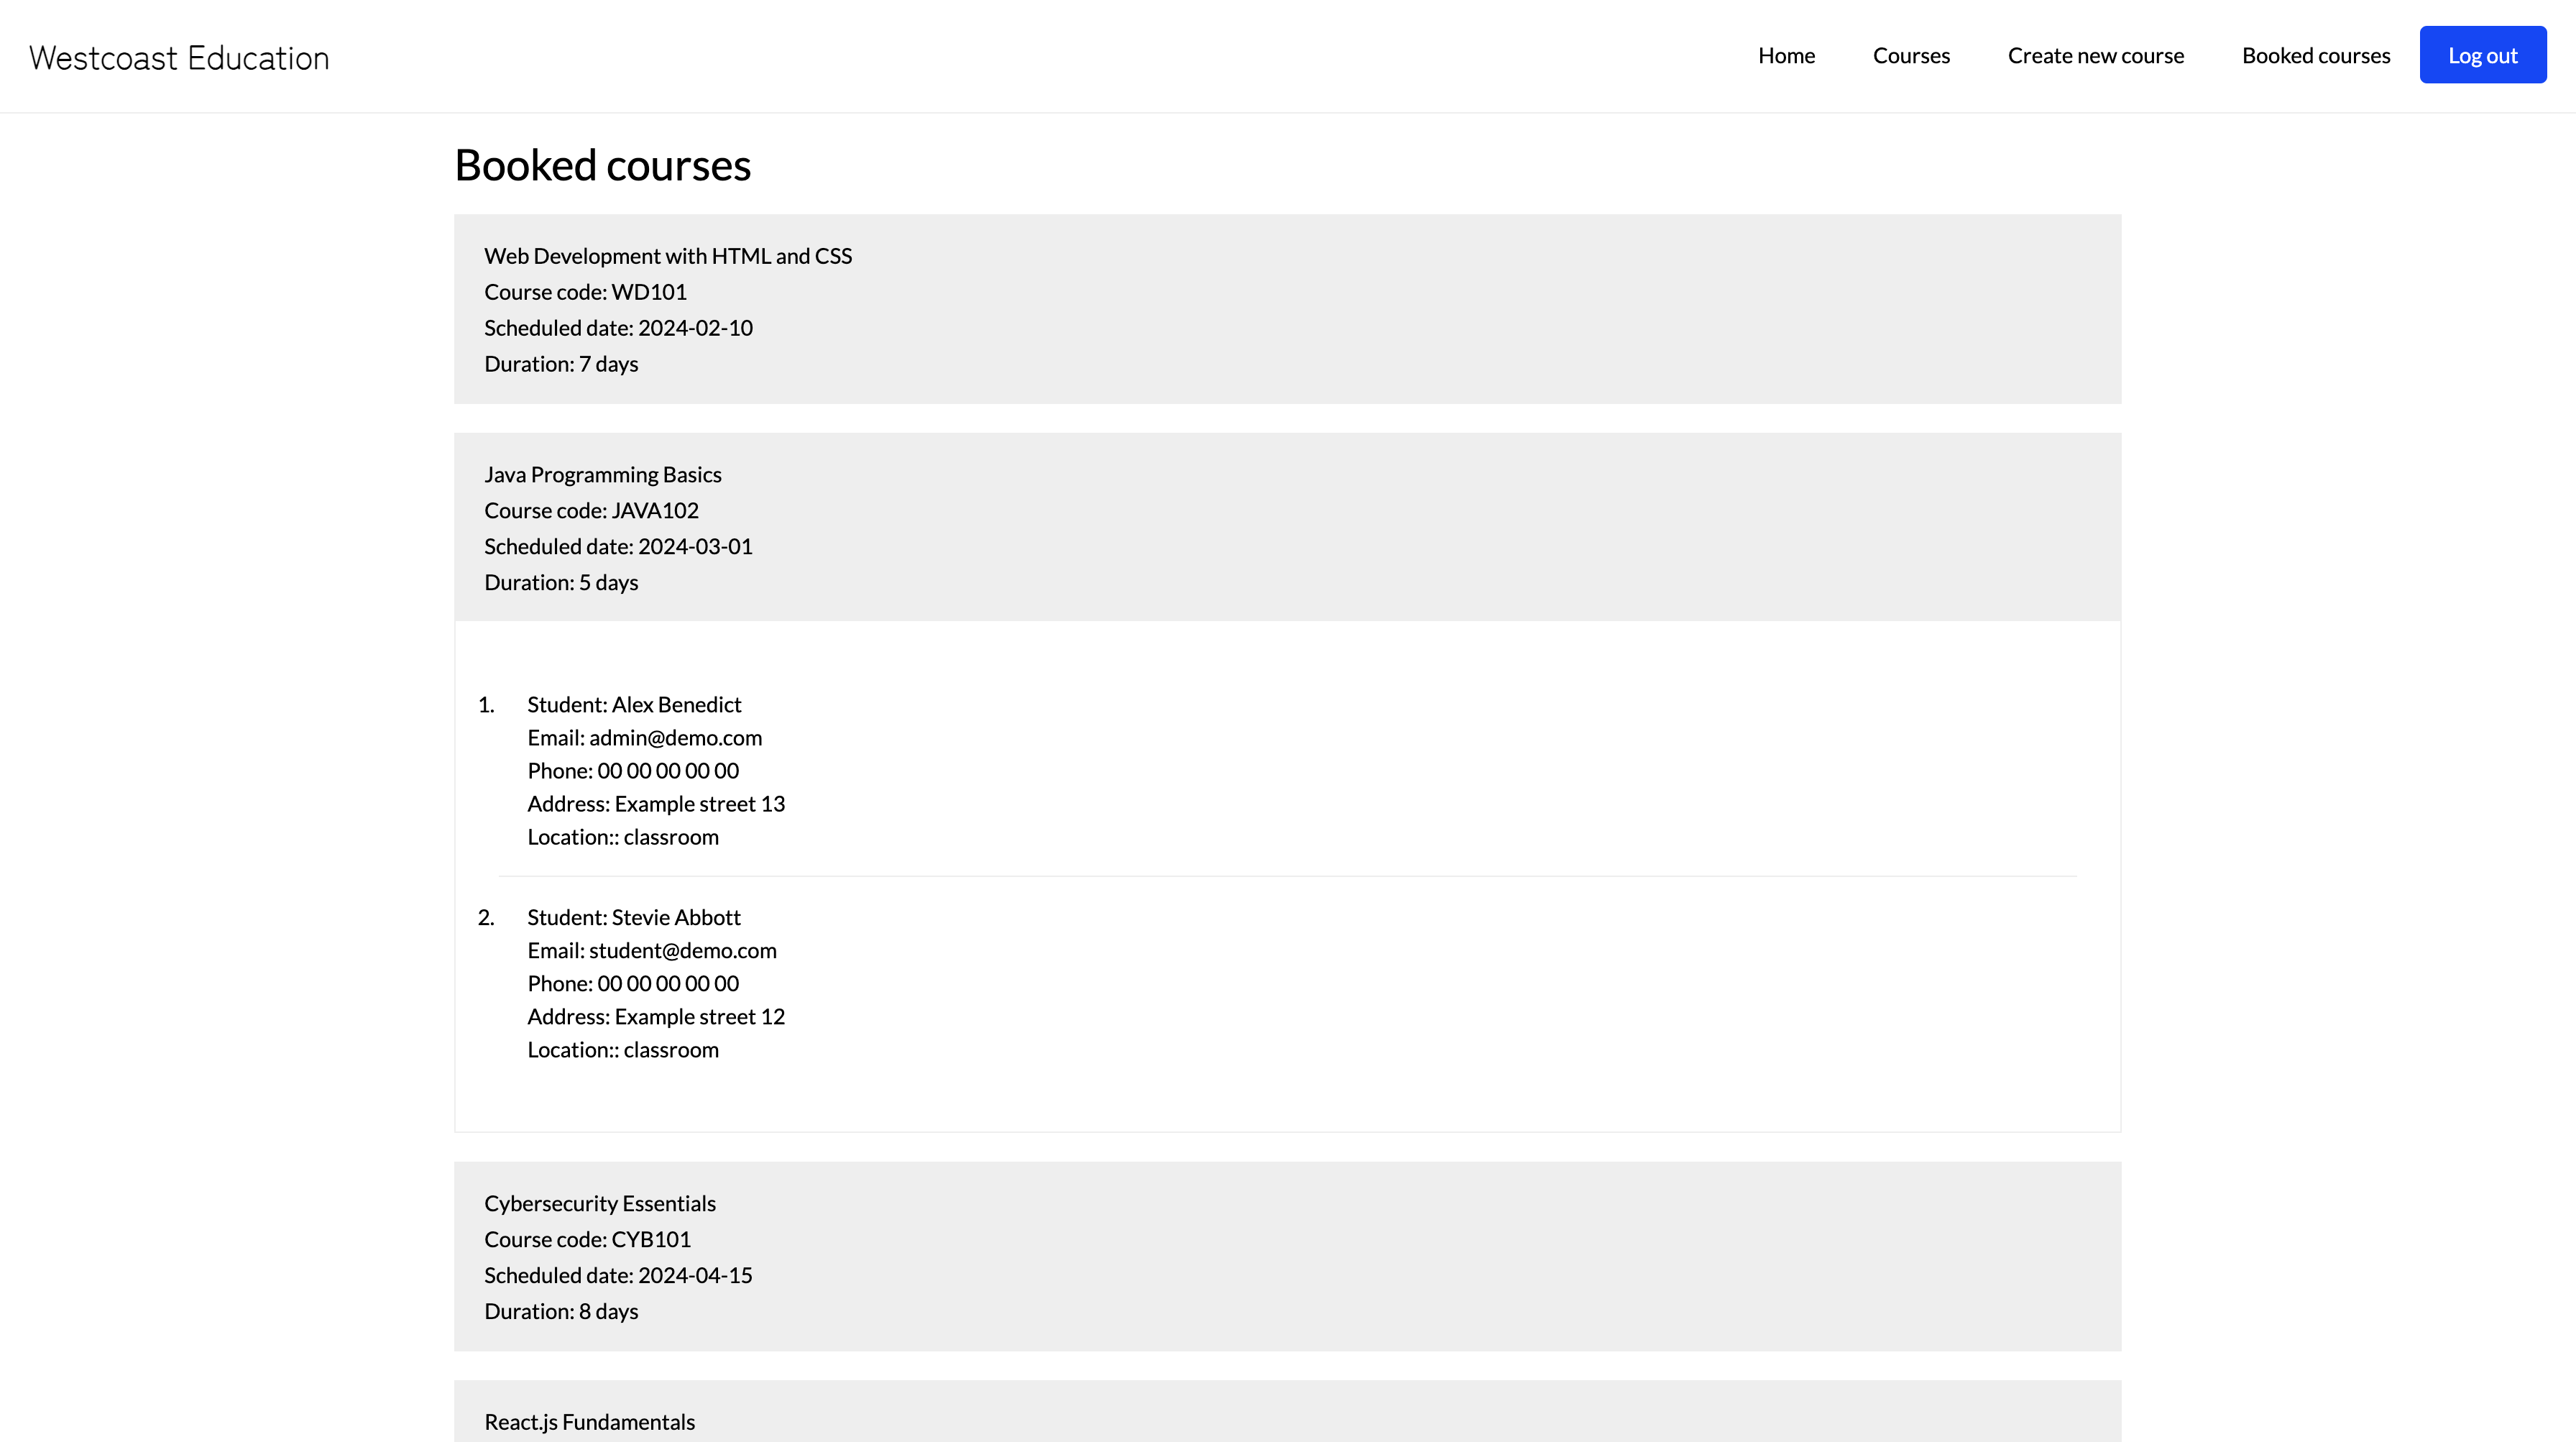 Westcoast Education
Home
Courses
Create new course
Booked courses
Log out
Booked courses
Web Development with HTML and CSS
Course code: WD101
Scheduled date: 2024-02-10
Duration: 7 days
Java Programming Basics
Course code: JAVA102
Scheduled date: 2024-03-01
Duration: 5 days
1. Student: Alex Benedict
Email: admin@demo.com
Phone: 00 00 00 00 00
Address: Example street 13
Location:: classroom
2. Student: Stevie Abbott
Email: student@demo.com
Phone: 00 00 00 00 00
Address: Example street 12
Location:: classroom
Cybersecurity Essentials
Course code: CYB101
Scheduled date: 2024-04-15
Duration: 8 days
React.js Fundamentals